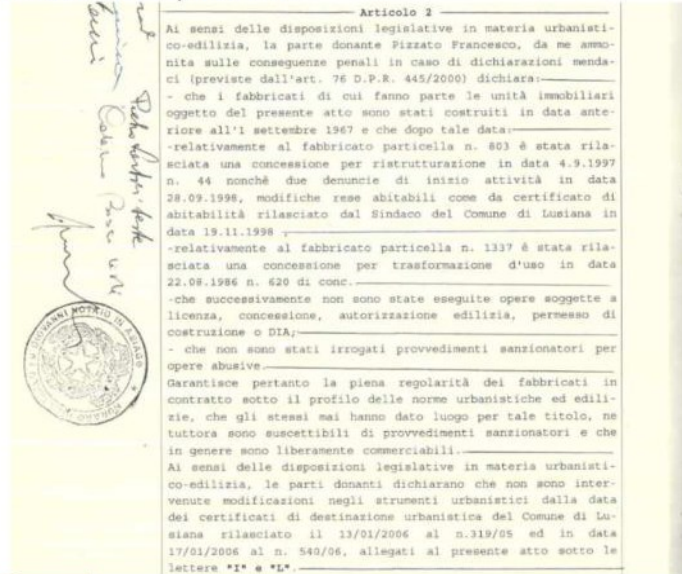 Articolo 2
Ai sensi delle disposizioni legislative in materia urbanisti-
co-edilizia, la parte donante Pizzato Francesco, da me ammo-
nita sulle conseguenze penali in caso di dichiarazioni menda-
ci (previste dall'art. 76 D.P.R. 445/2000) dichiara:
- che i fabbricati di cui fanno parte le unità immobiliari
oggetto del presente atto sono stati costruiti in data ante-
riore all'1 settembre 1967 e che dopo tale data:
-relativamente al fabbricato particella n. 803 è stata rila-
sciata una concessione per ristrutturazione in data 4.9.1997
n. 44 nonchè due denuncie di inizio attività in data
28.09.1998, modifiche rese abitabili come da certificato di
abitabilità rilasciato dal Sindaco del Comune di Lusiana in
data 19.11.1998 .
-relativamente al fabbricato particella n. 1337 è stata rila-
sciata una concessione per trasformazione d'uso in data
22.08.1986 n. 620 di conc.
-che successivamente non sono state eseguite opere soggette a
licenza, concessione, autorizzazione edilizia, permesso di
costruzione o DIA;
- che non sono stati irrogati provvedimenti sanzionatori per
opere abusive.
Garantisce pertanto la piena regolarità dei fabbricati in
contratto sotto il profilo delle norme urbanistiche ed edili-
zie, che gli stessi mai hanno dato luogo per tale titolo, ne
tuttora sono suscettibili di provvedimenti sanzionatori e che
in genere sono liberamente commerciabili.
Ai sensi delle disposizioni legislative in materia urbanisti-
co-edilizia, le parti donanti dichiarano che non sono inter-
venute modificazioni negli strumenti urbanistici dalla data
dei certificati di destinazione urbanistica del Comune di Lu-
siana rilasciato il 13/01/2006 al n.319/05 ed in data
17/01/2006 al n. 540/06, allegati al presente atto sotto le
lettere "I" e "L".
GIOVANNI NOTAIO IN ASIAGO